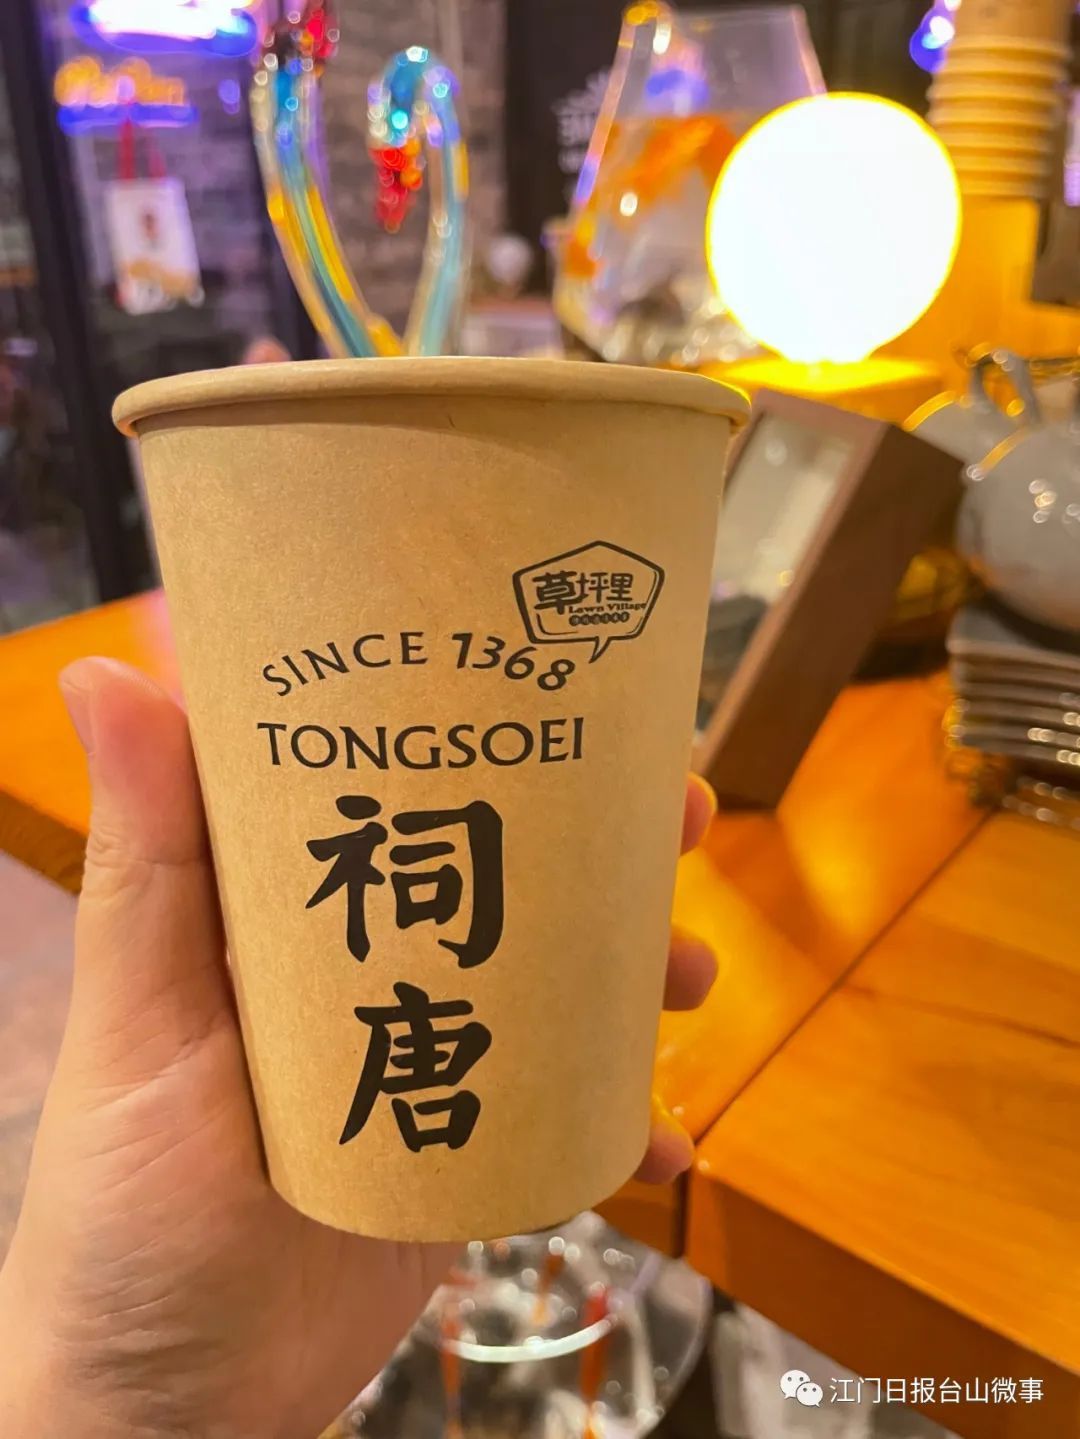 草坪里
Lawn Village
SINCE 1368
TONGSOEI
祠
唐
江门日报台山微事